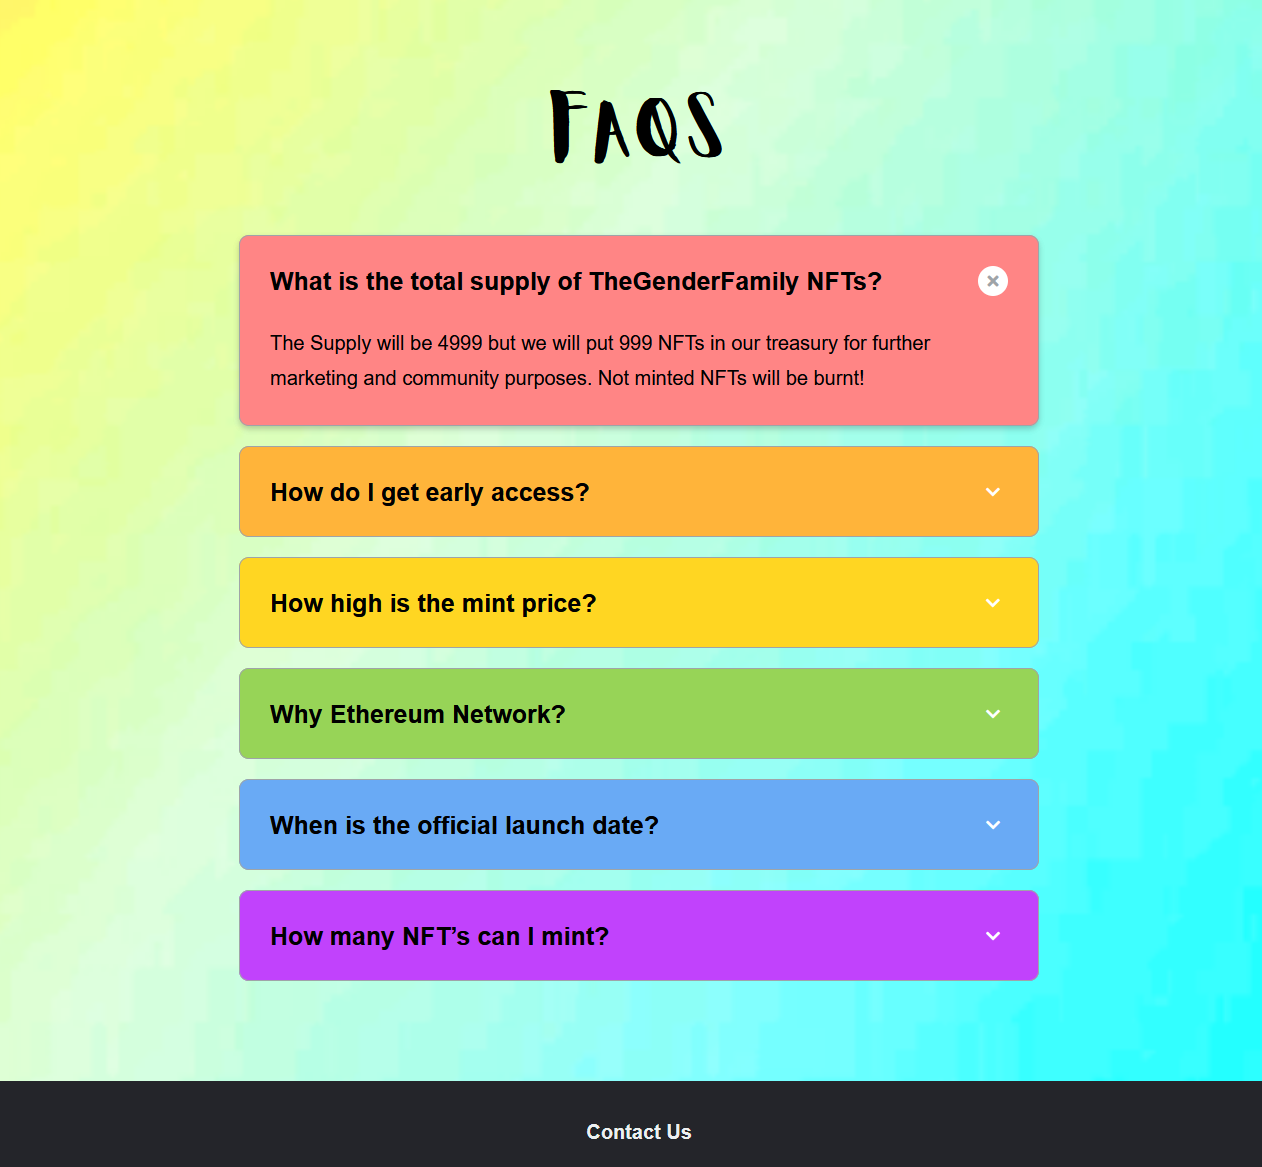 FAQS
What is the total supply of TheGenderFamily NFTs?
The Supply will be 4999 but we will put 999 NFTs in our treasury for further
marketing and community purposes. Not minted NFTs will be burnt!
How do I get early access?
How high is the mint price?
Why Ethereum Network?
When is the official launch date?
How many NFT’s can I mint?
Contact Us